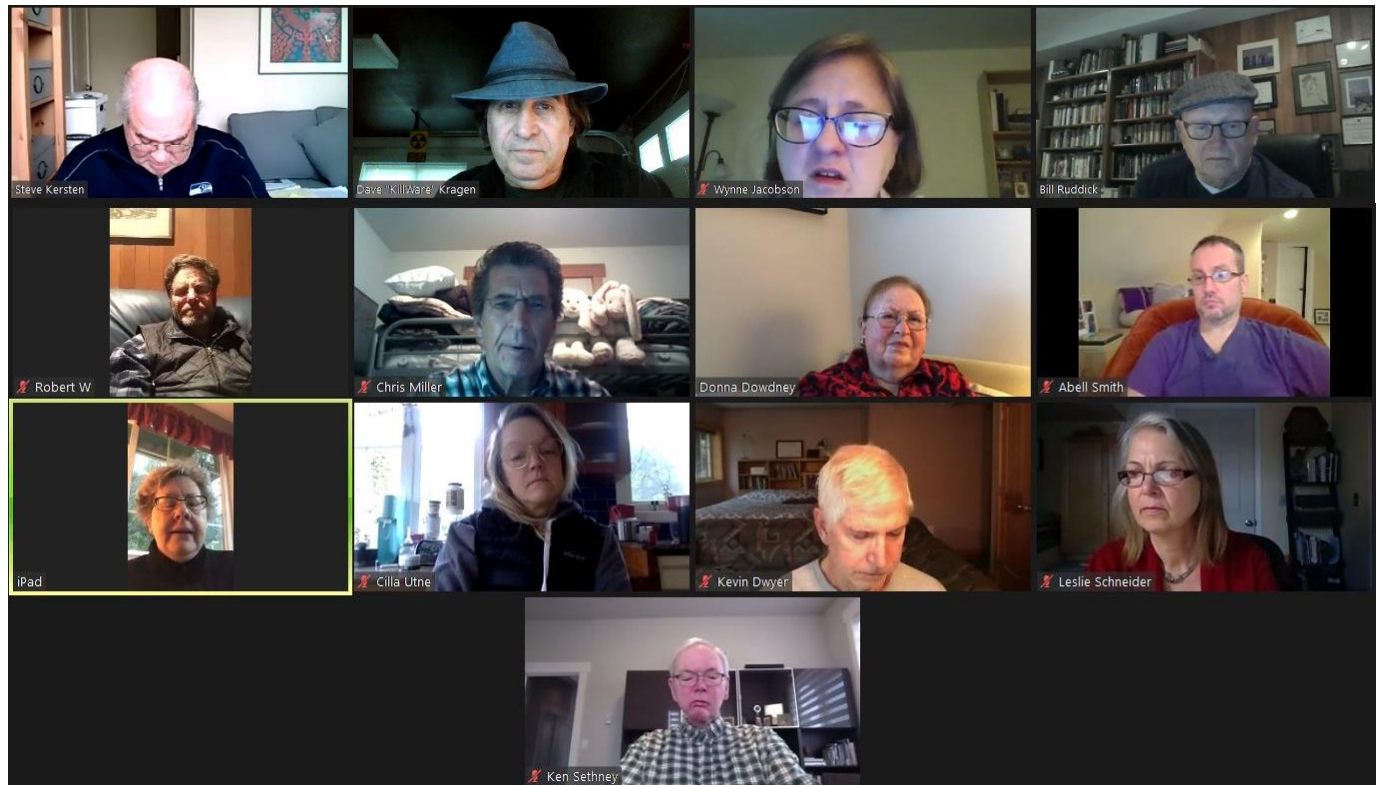 Steve Kersten
Dave "KillWare" Kragen
Wynne Jacobson
Bill Ruddick
Robert W
Chris Miller
Donna Dowdney
Abell Smith
iPad
Cilla Utne
Kevin Dwyer
Leslie Schneider
Ken Sethney